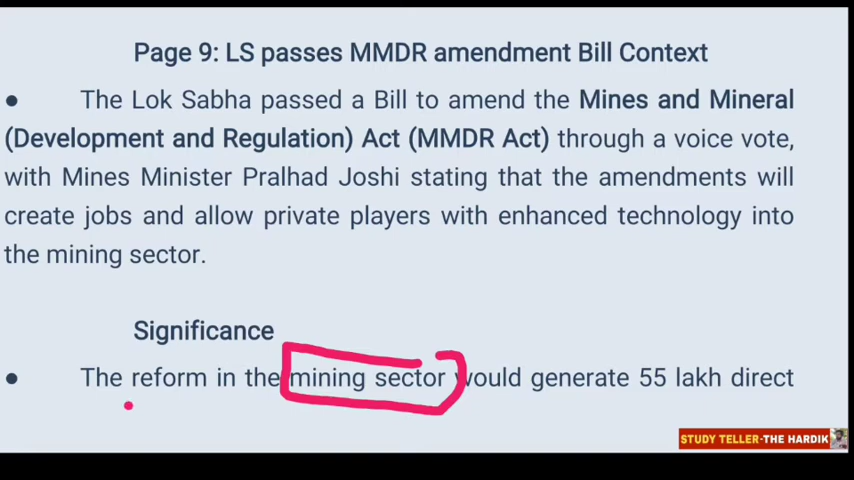 Page 9: LS passes MMDR amendment Bill Context
● The Lok Sabha passed a Bill to amend the Mines and Mineral
(Development and Regulation) Act (MMDR Act) through a voice vote,
with Mines Minister Pralhad Joshi stating that the amendments will
create jobs and allow private players with enhanced technology into
the mining sector.
Significance
● The reform in the mining sector would generate 55 lakh direct
STUDY TELLER-THE HARDIK